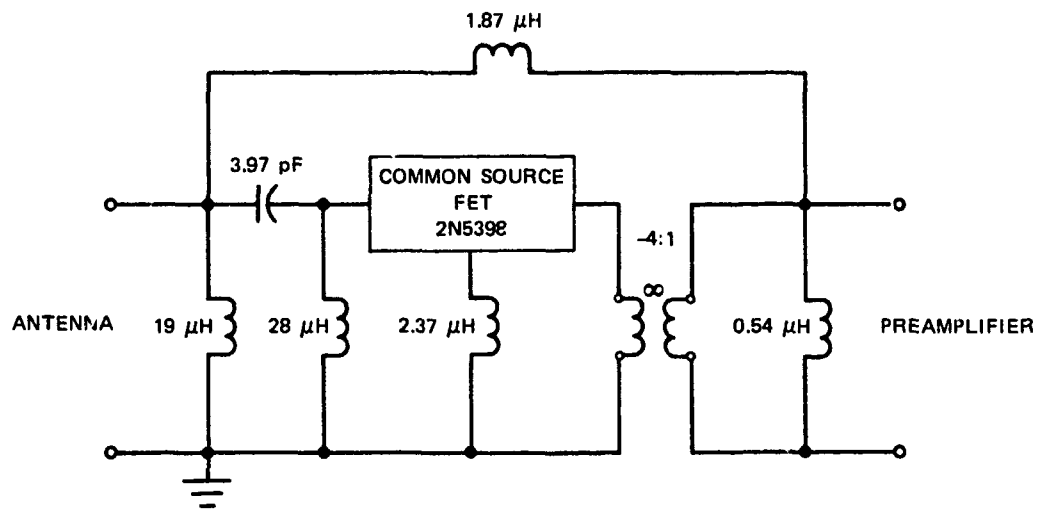 1.87 μH
3.97 pF
COMMON SOURCE
FET
2N5398
-4:1
∞
ANTENNA
19 μH
28 μH
2.37 μH
0.54 μH
PREAMPLIFIER